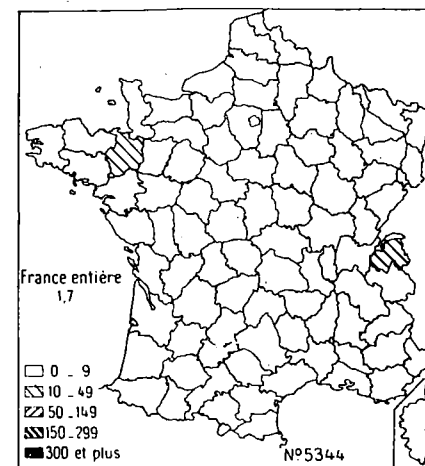 France entière
1,7
0 - 9
10 - 49
50 - 149
150 - 299
300 et plus
Nº5344